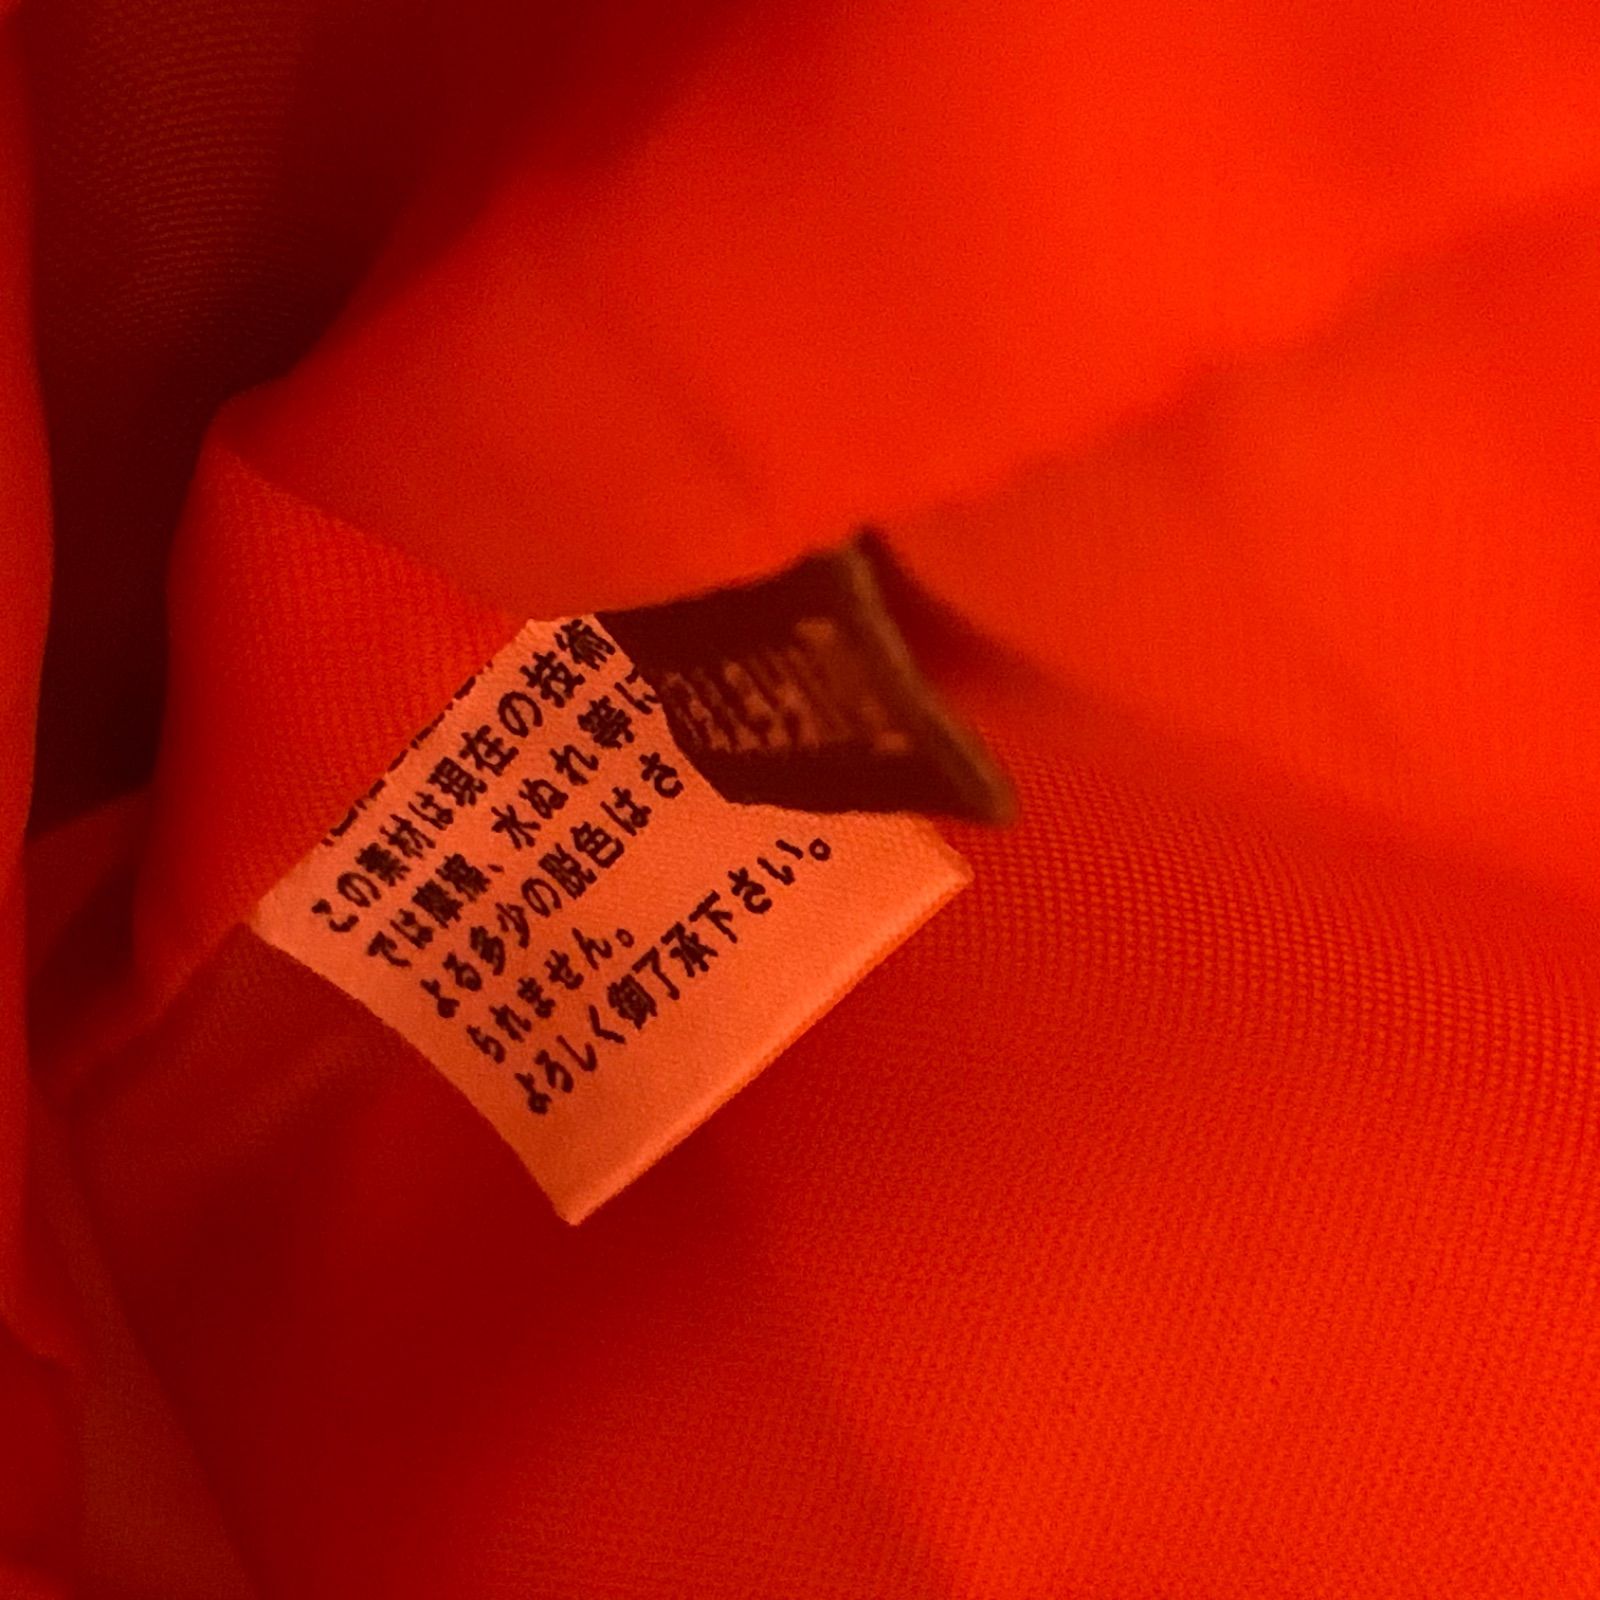 この素材は現在の技術
では摩擦、水ぬれ等に
よる多少の脱色はさ
られません。
よろしく御了承下さい。